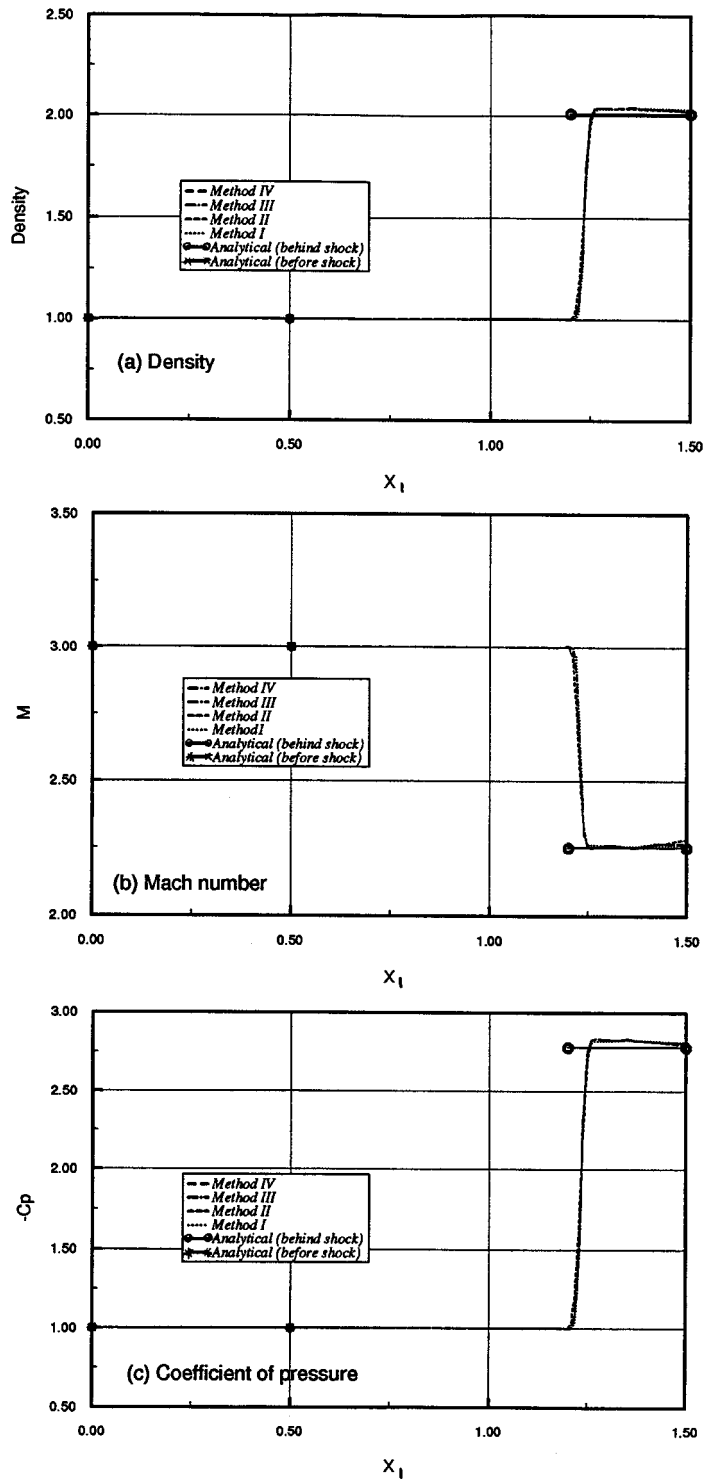 2.50
2.00
Density
1.50
Method IV
Method III
Method II
Method I
Analytical (behind shock)
Analytical (before shock)
1.00
(a) Density
0.50
0.00
0.50
1.00
1.50
X1
3.50
3.00
M
Method IV
Method III
Method II
MethodI
Analytical (behind shock)
Analytical (before shock)
2.50
(b) Mach number
2.00
0.00
0.50
1.00
1.50
X1
3.00
2.50
2.00
-Cp
Method IV
Method III
Method II
Method I
Analytical (behind shock)
Analytical (before shock)
1.50
1.00
(c) Coefficient of pressure
0.50
0.00
0.50
1.00
1.50
X1